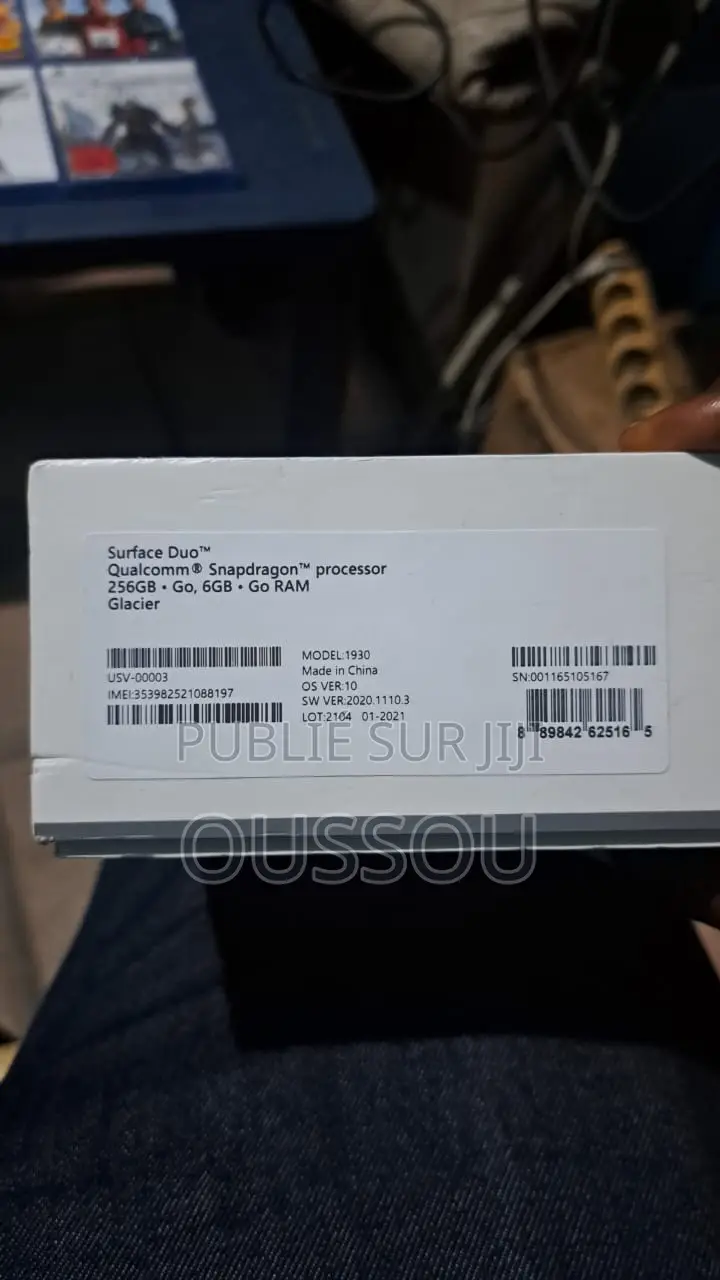 Surface Duo™
Qualcomm® Snapdragon™ processor
256GB • Go, 6GB • Go RAM
Glacier
USV-00003
IMEI:353982521088197
MODEL:1930
Made in China
OS VER:10
SW VER:2020.1110.3
LOT:2104 01-2021
SN:001165105167
8 89842 62516 5
PUBLIE SUR JIJI
OUSSOU